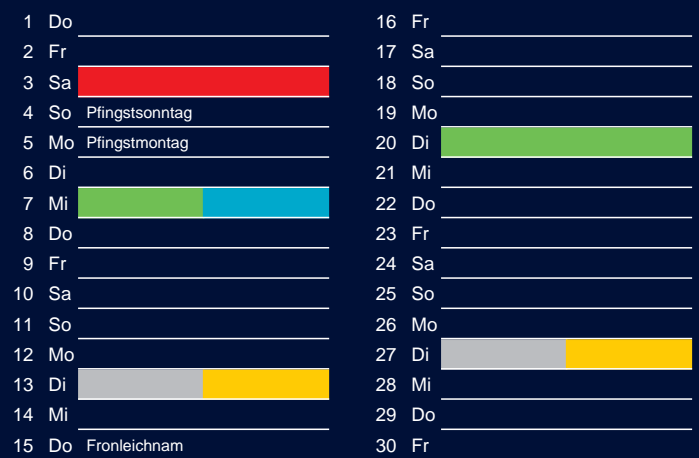 1 Do
2 Fr
3 Sa
4 So Pfingstsonntag
5 Mo Pfingstmontag
6 Di
7 Mi
8 Do
9 Fr
10 Sa
11 So
12 Mo
13 Di
14 Mi
15 Do Fronleichnam
16 Fr
17 Sa
18 So
19 Mo
20 Di
21 Mi
22 Do
23 Fr
24 Sa
25 So
26 Mo
27 Di
28 Mi
29 Do
30 Fr